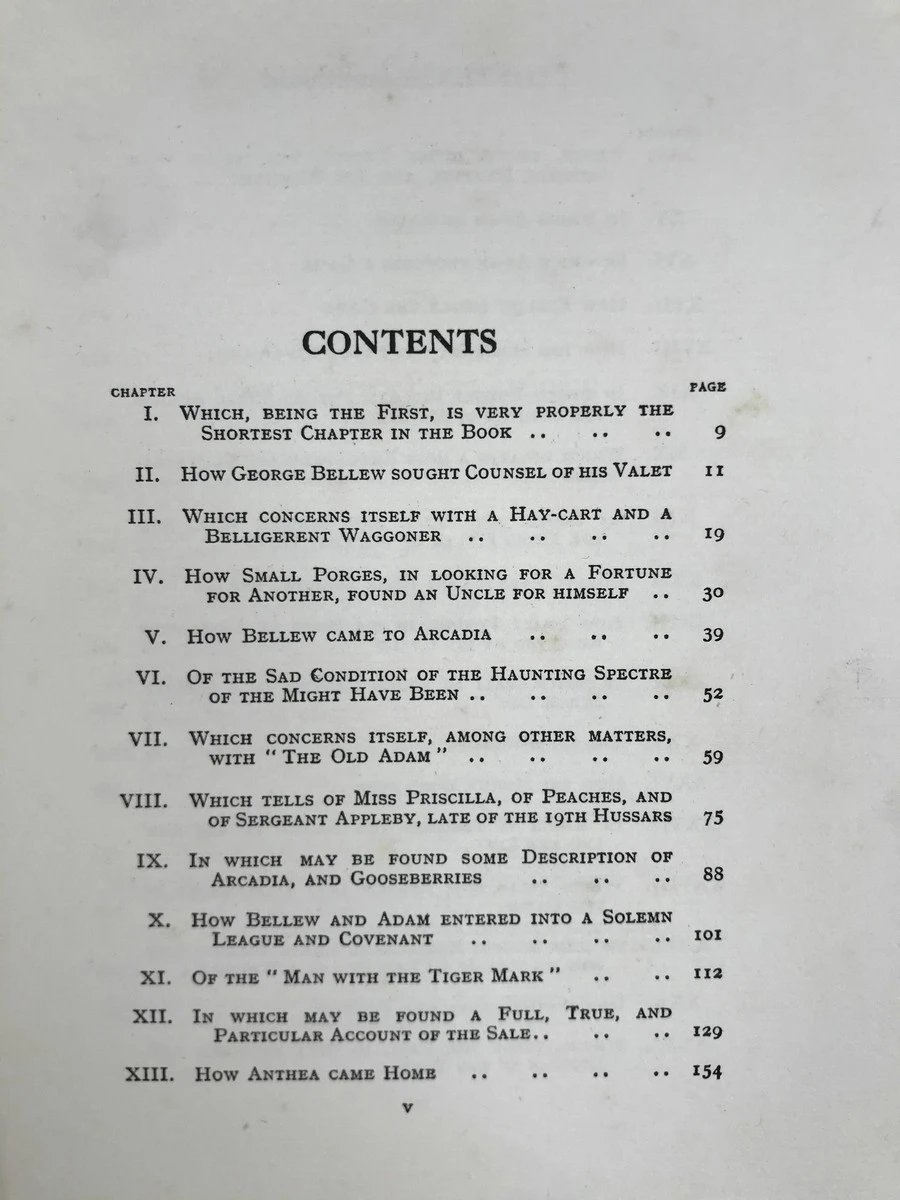 CONTENTS
CHAPTER PAGE
I. Which, being the First, is very properly the
Shortest Chapter in the Book .. .. .. 9
II. How George Bellew sought Counsel of his Valet 11
III. Which concerns itself with a Hay-cart and a
Belligerent Waggoner .. .. .. .. 19
IV. How Small Porges, in looking for a Fortune
for Another, found an Uncle for himself .. 30
V. How Bellew came to Arcadia .. .. .. 39
VI. Of the Sad Condition of the Haunting Spectre
of the Might Have Been .. .. .. .. 52
VII. Which concerns itself, among other matters,
with "The Old Adam" .. .. .. .. 59
VIII. Which tells of Miss Priscilla, of Peaches, and
of Sergeant Appleby, late of the 19th Hussars 75
IX. In which may be found some Description of
Arcadia, and Gooseberries .. .. .. 88
X. How Bellew and Adam entered into a Solemn
League and Covenant .. .. .. .. 101
XI. Of the "Man with the Tiger Mark" .. .. 112
XII. In which may be found a Full, True, and
Particular Account of the Sale.. .. .. 129
XIII. How Anthea came Home .. .. .. .. 154
v